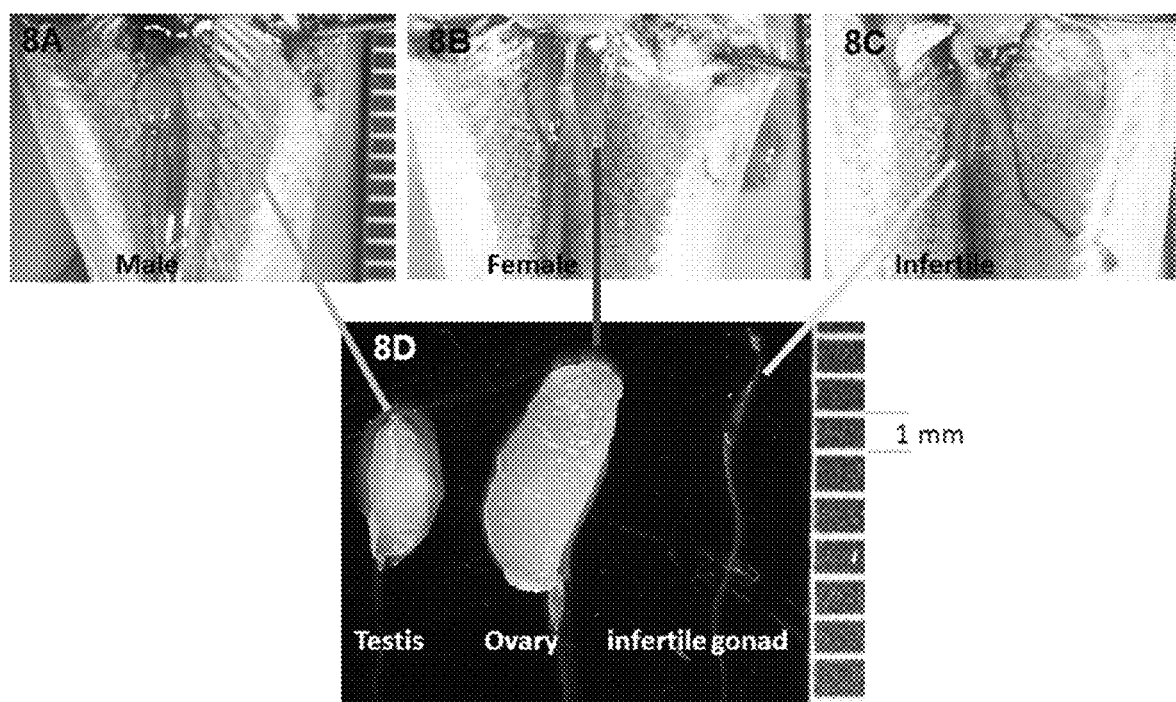 8A
8B
8C
Male
Female
Infertile
8D
1 mm
Testis
Ovary
infertile gonad